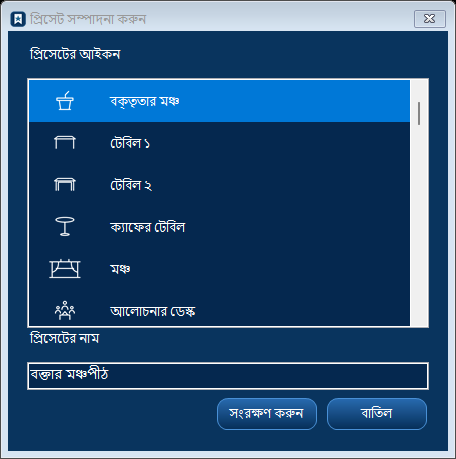 প্রিসেট সম্পাদনা করুন
প্রিসেটের আইকন
বক্তৃতার মঞ্চ
টেবিল ১
টেবিল ২
ক্যাফের টেবিল
মঞ্চ
আলোচনার ডেস্ক
প্রিসেটের নাম
বক্তার মঞ্চপীঠ
সংরক্ষণ করুন
বাতিল